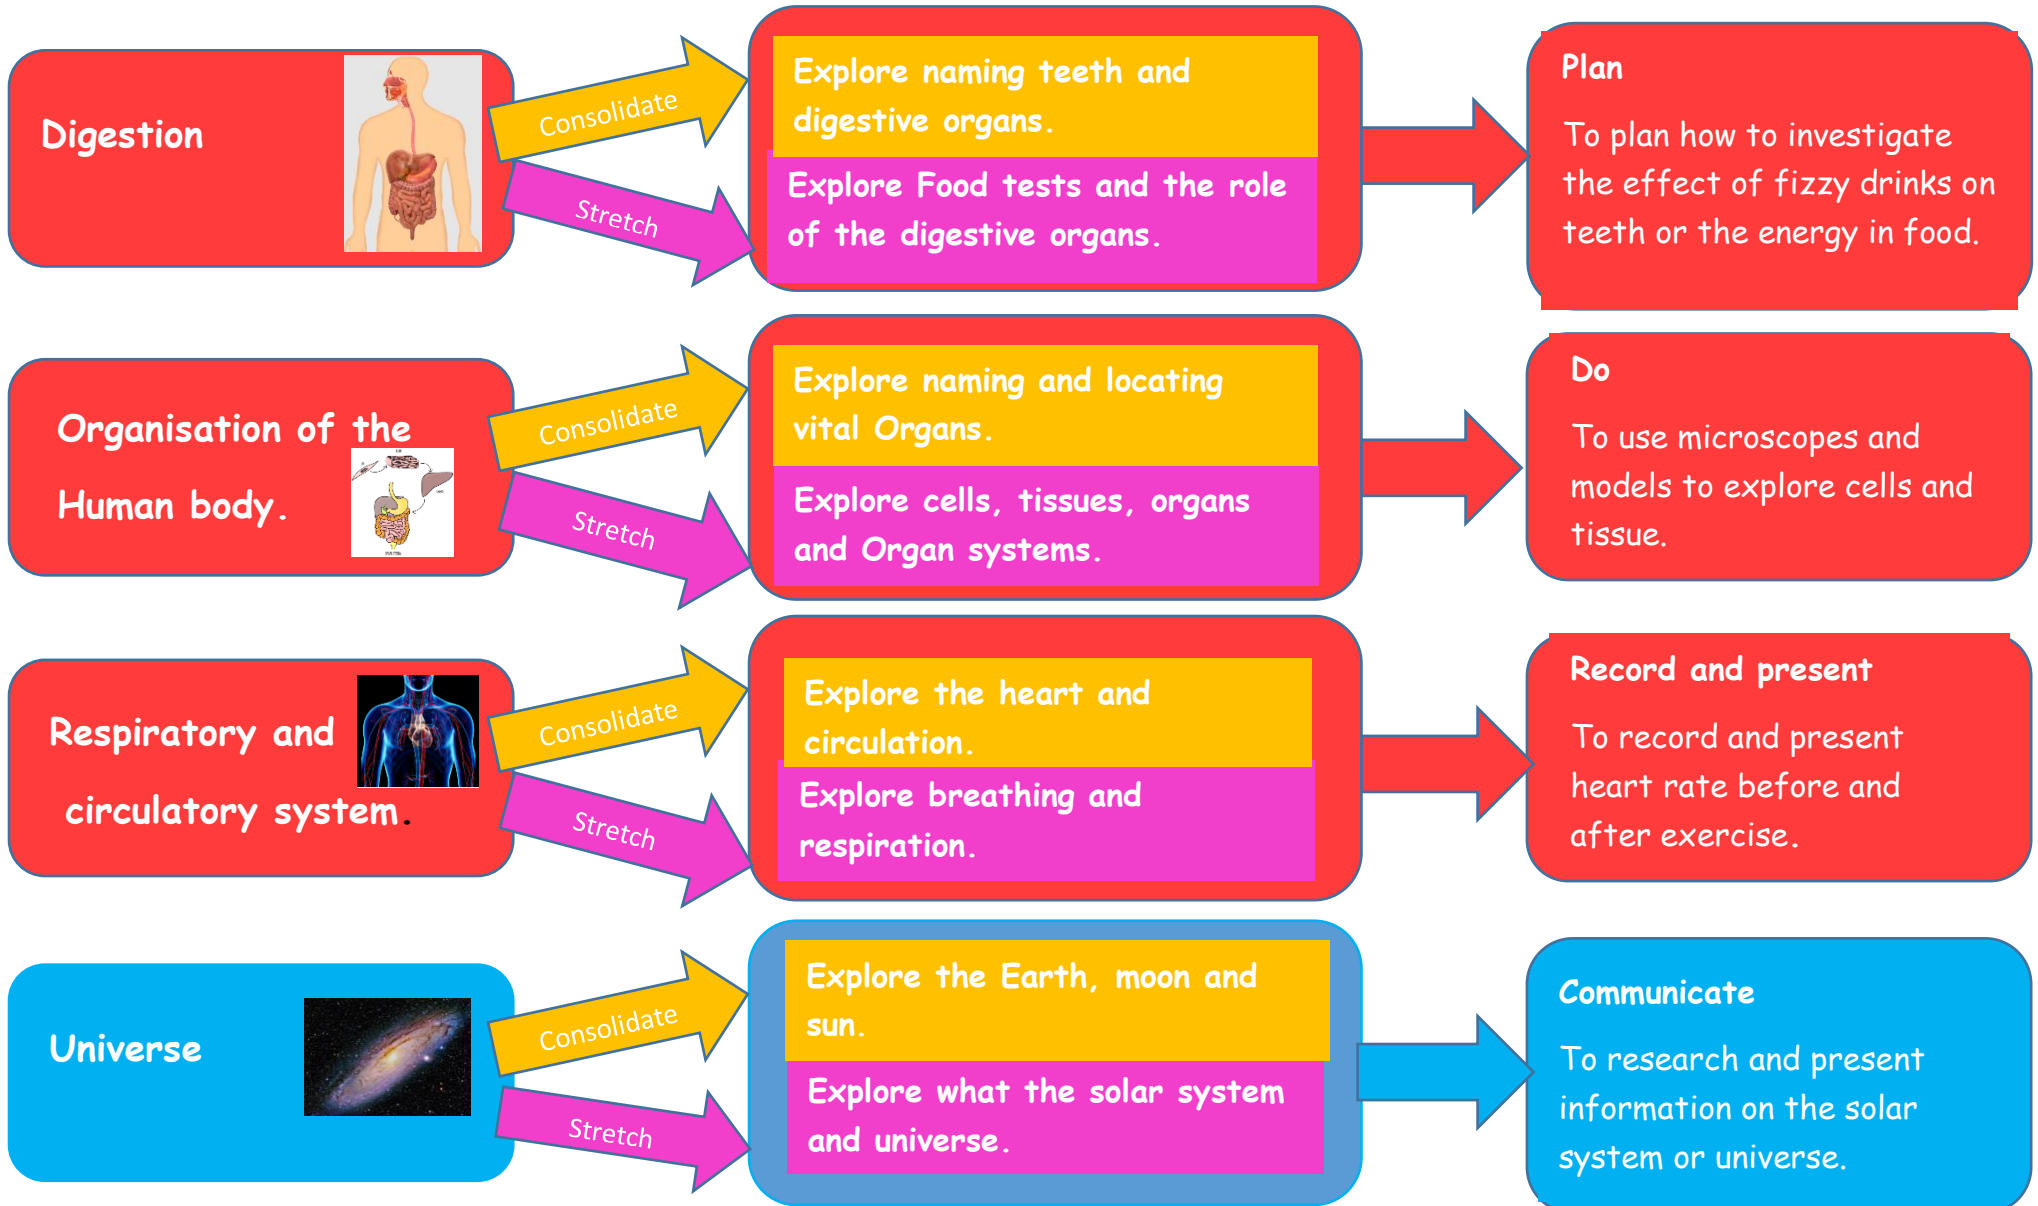 Digestion
Consolidate
Stretch
Explore naming teeth and
digestive organs.
Explore Food tests and the role
of the digestive organs.
Plan
To plan how to investigate
the effect of fizzy drinks on
teeth or the energy in food.
Organisation of the
Human body.
Consolidate
Stretch
Explore naming and locating
vital Organs.
Explore cells, tissues, organs
and Organ systems.
Do
To use microscopes and
models to explore cells and
tissue.
Respiratory and
circulatory system.
Consolidate
Stretch
Explore the heart and
circulation.
Explore breathing and
respiration.
Record and present
To record and present
heart rate before and
after exercise.
Universe
Consolidate
Stretch
Explore the Earth, moon and
sun.
Explore what the solar system
and universe.
Communicate
To research and present
information on the solar
system or universe.